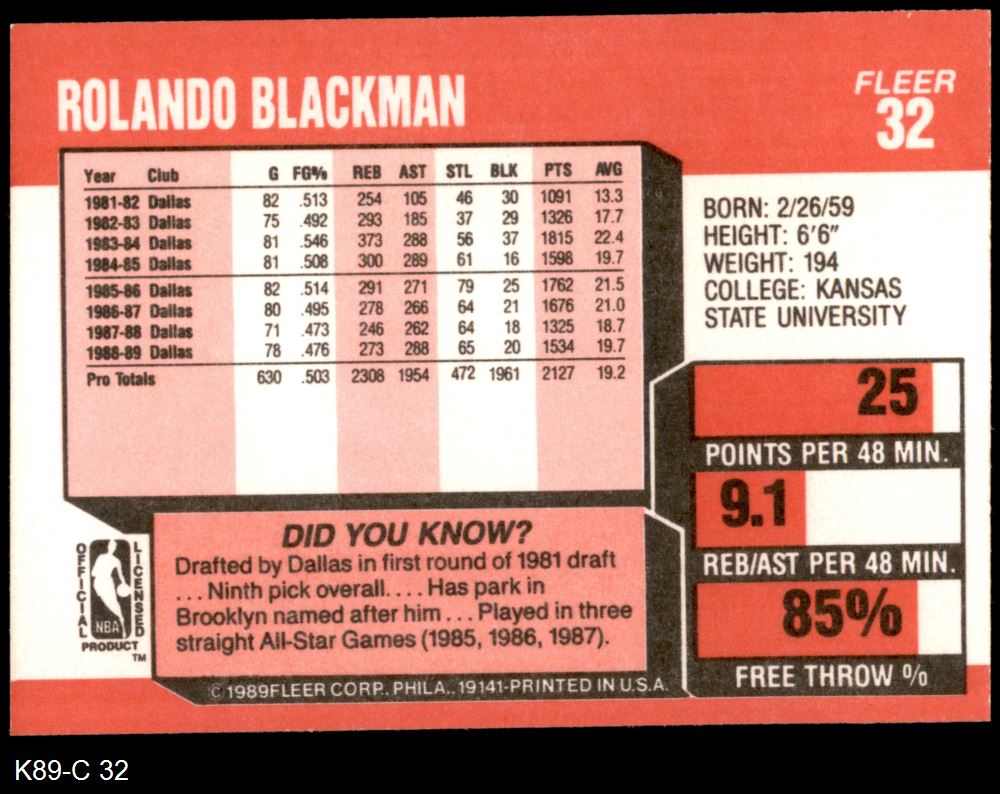 ROLANDO BLACKMAN
FLEER
32
Year Club G FG% REB AST STL BLK PTS AVG
1981-82 Dallas 82 .513 254 105 46 30 1091 13.3
1982-83 Dallas 75 .492 293 185 37 29 1326 17.7
1983-84 Dallas 81 .546 373 288 56 37 1815 22.4
1984-85 Dallas 81 .508 300 289 61 16 1598 19.7
1985-86 Dallas 82 .514 291 271 79 25 1762 21.5
1986-87 Dallas 80 .495 278 266 64 21 1676 21.0
1987-88 Dallas 71 .473 246 262 64 18 1325 18.7
1988-89 Dallas 78 .476 273 288 65 20 1534 19.7
Pro Totals 630 .503 2308 1954 472 1961 2127 19.2
BORN: 2/26/59
HEIGHT: 6'6"
WEIGHT: 194
COLLEGE: KANSAS
STATE UNIVERSITY
25
POINTS PER 48 MIN.
9.1
REB/AST PER 48 MIN.
85%
FREE THROW %
DID YOU KNOW?
Drafted by Dallas in first round of 1981 draft
...Ninth pick overall.... Has park in
Brooklyn named after him...Played in three
straight All-Star Games (1985, 1986, 1987).
OFFICIAL
LICENSED
NBA
PRODUCT
TM
© 1989 FLEER CORP., PHILA., 19141-PRINTED IN U.S.A.
K89-C 32